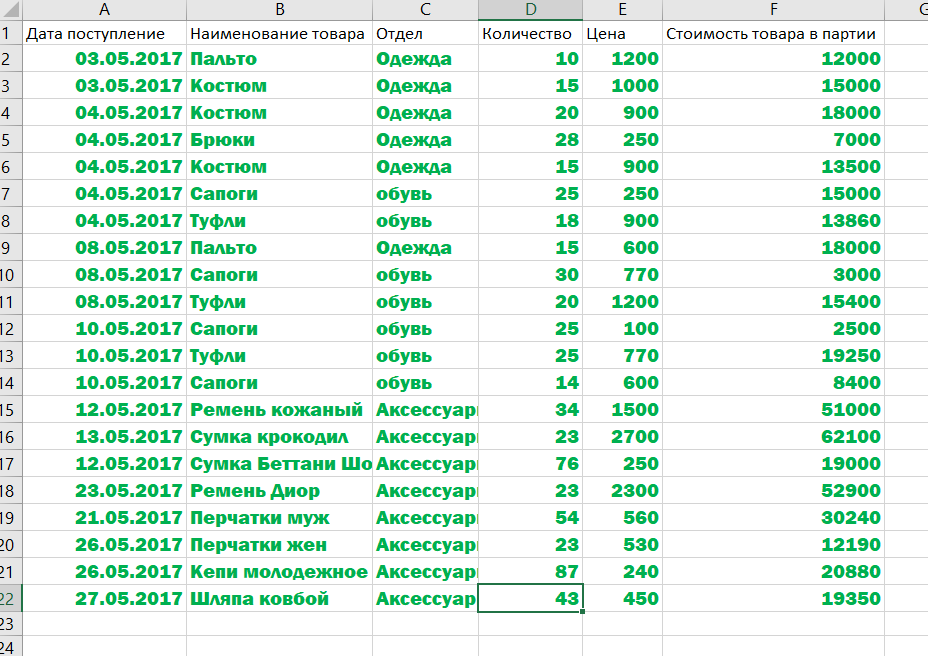 A B C D E F G
1 Дата поступление Наименование товара Отдел Количество Цена Стоимость товара в партии
2 03.05.2017 Пальто Одежда 10 1200 12000
3 03.05.2017 Костюм Одежда 15 1000 15000
4 04.05.2017 Костюм Одежда 20 900 18000
5 04.05.2017 Брюки Одежда 28 250 7000
6 04.05.2017 Костюм Одежда 15 900 13500
7 04.05.2017 Сапоги обувь 25 250 15000
8 04.05.2017 Туфли обувь 18 900 13860
9 08.05.2017 Пальто Одежда 15 600 18000
10 08.05.2017 Сапоги обувь 30 770 3000
11 08.05.2017 Туфли обувь 20 1200 15400
12 10.05.2017 Сапоги обувь 25 100 2500
13 10.05.2017 Туфли обувь 25 770 19250
14 10.05.2017 Сапоги обувь 14 600 8400
15 12.05.2017 Ремень кожаный Аксессуар 34 1500 51000
16 13.05.2017 Сумка крокодил Аксессуар 23 2700 62100
17 12.05.2017 Сумка Беттани Шо Аксессуар 76 250 19000
18 23.05.2017 Ремень Диор Аксессуар 23 2300 52900
19 21.05.2017 Перчатки муж Аксессуар 54 560 30240
20 26.05.2017 Перчатки жен Аксессуар 23 530 12190
21 26.05.2017 Кепи молодежное Аксессуар 87 240 20880
22 27.05.2017 Шляпа ковбой Аксессуар 43 450 19350
23
24